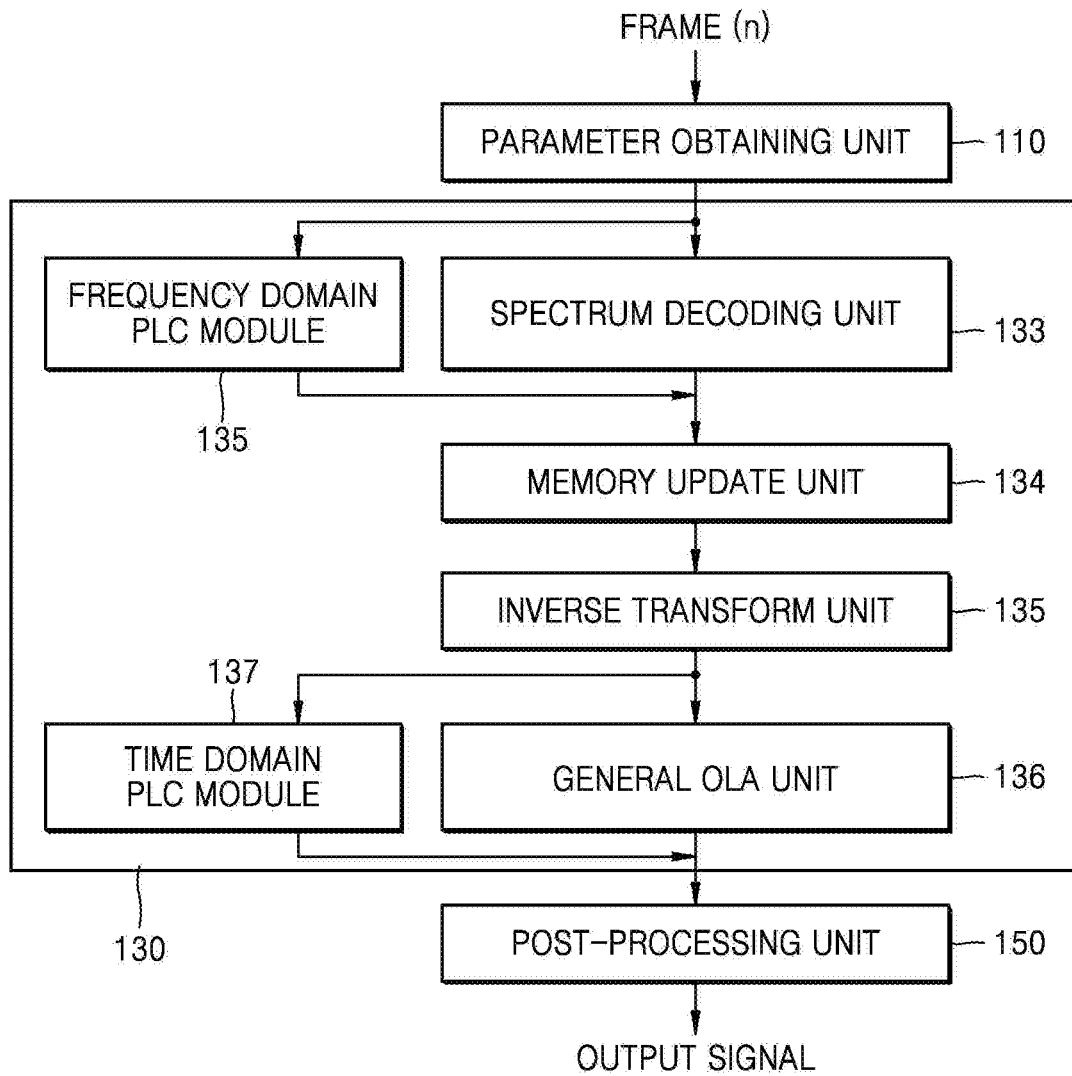 FRAME (n)
PARAMETER OBTAINING UNIT
110
FREQUENCY DOMAIN
PLC MODULE
135
SPECTRUM DECODING UNIT
133
MEMORY UPDATE UNIT
134
INVERSE TRANSFORM UNIT
135
137
TIME DOMAIN
PLC MODULE
GENERAL OLA UNIT
136
130
POST-PROCESSING UNIT
150
OUTPUT SIGNAL